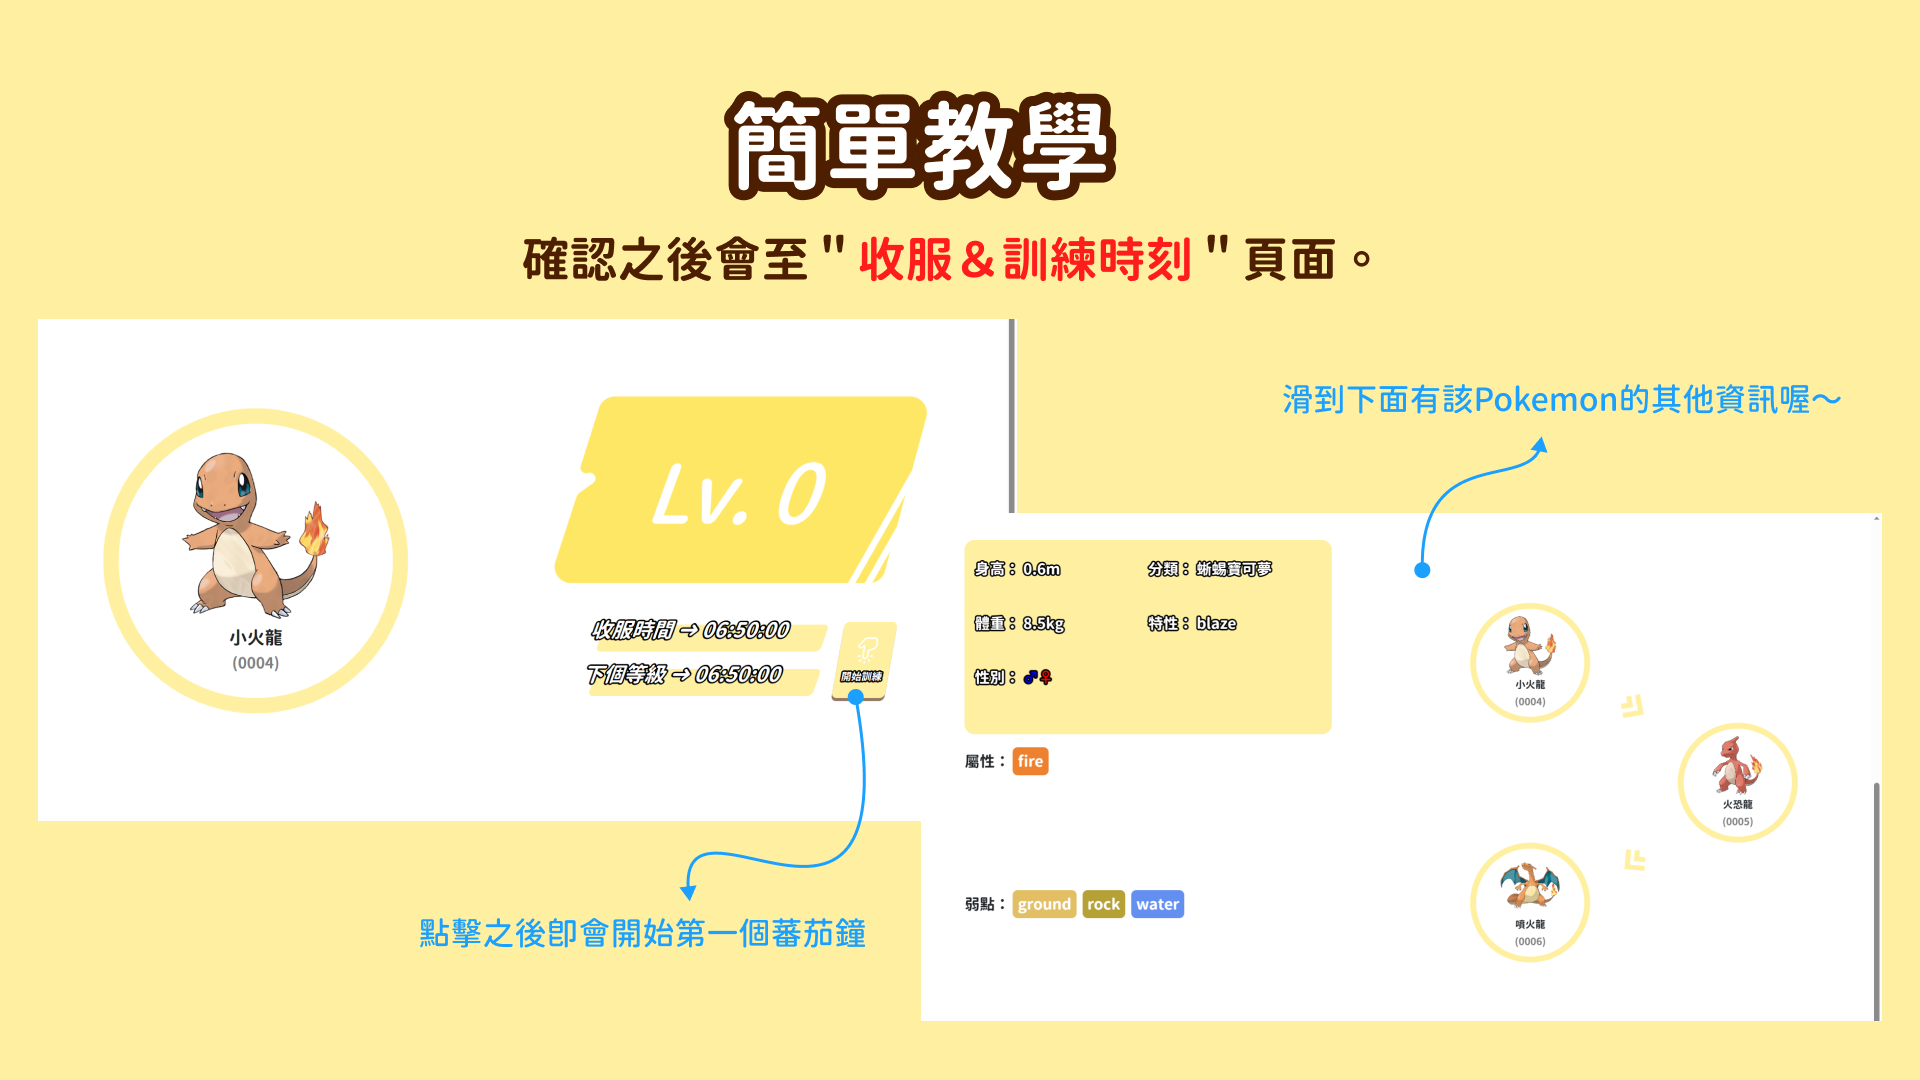 簡單教學
確認之後會至"收服&訓練時刻"頁面。
小火龍
(0004)
Lv. 0
收服時間 → 06:50:00
下個等級 → 06:50:00
開始訓練
點擊之後即會開始第一個蕃茄鐘
滑到下面有該Pokemon的其他資訊喔～
身高：0.6m
分類：蜥蜴寶可夢
體重：8.5kg
特性：blaze
性別：♂♀
屬性： fire
弱點： ground rock water
小火龍
(0004)
火恐龍
(0005)
噴火龍
(0006)